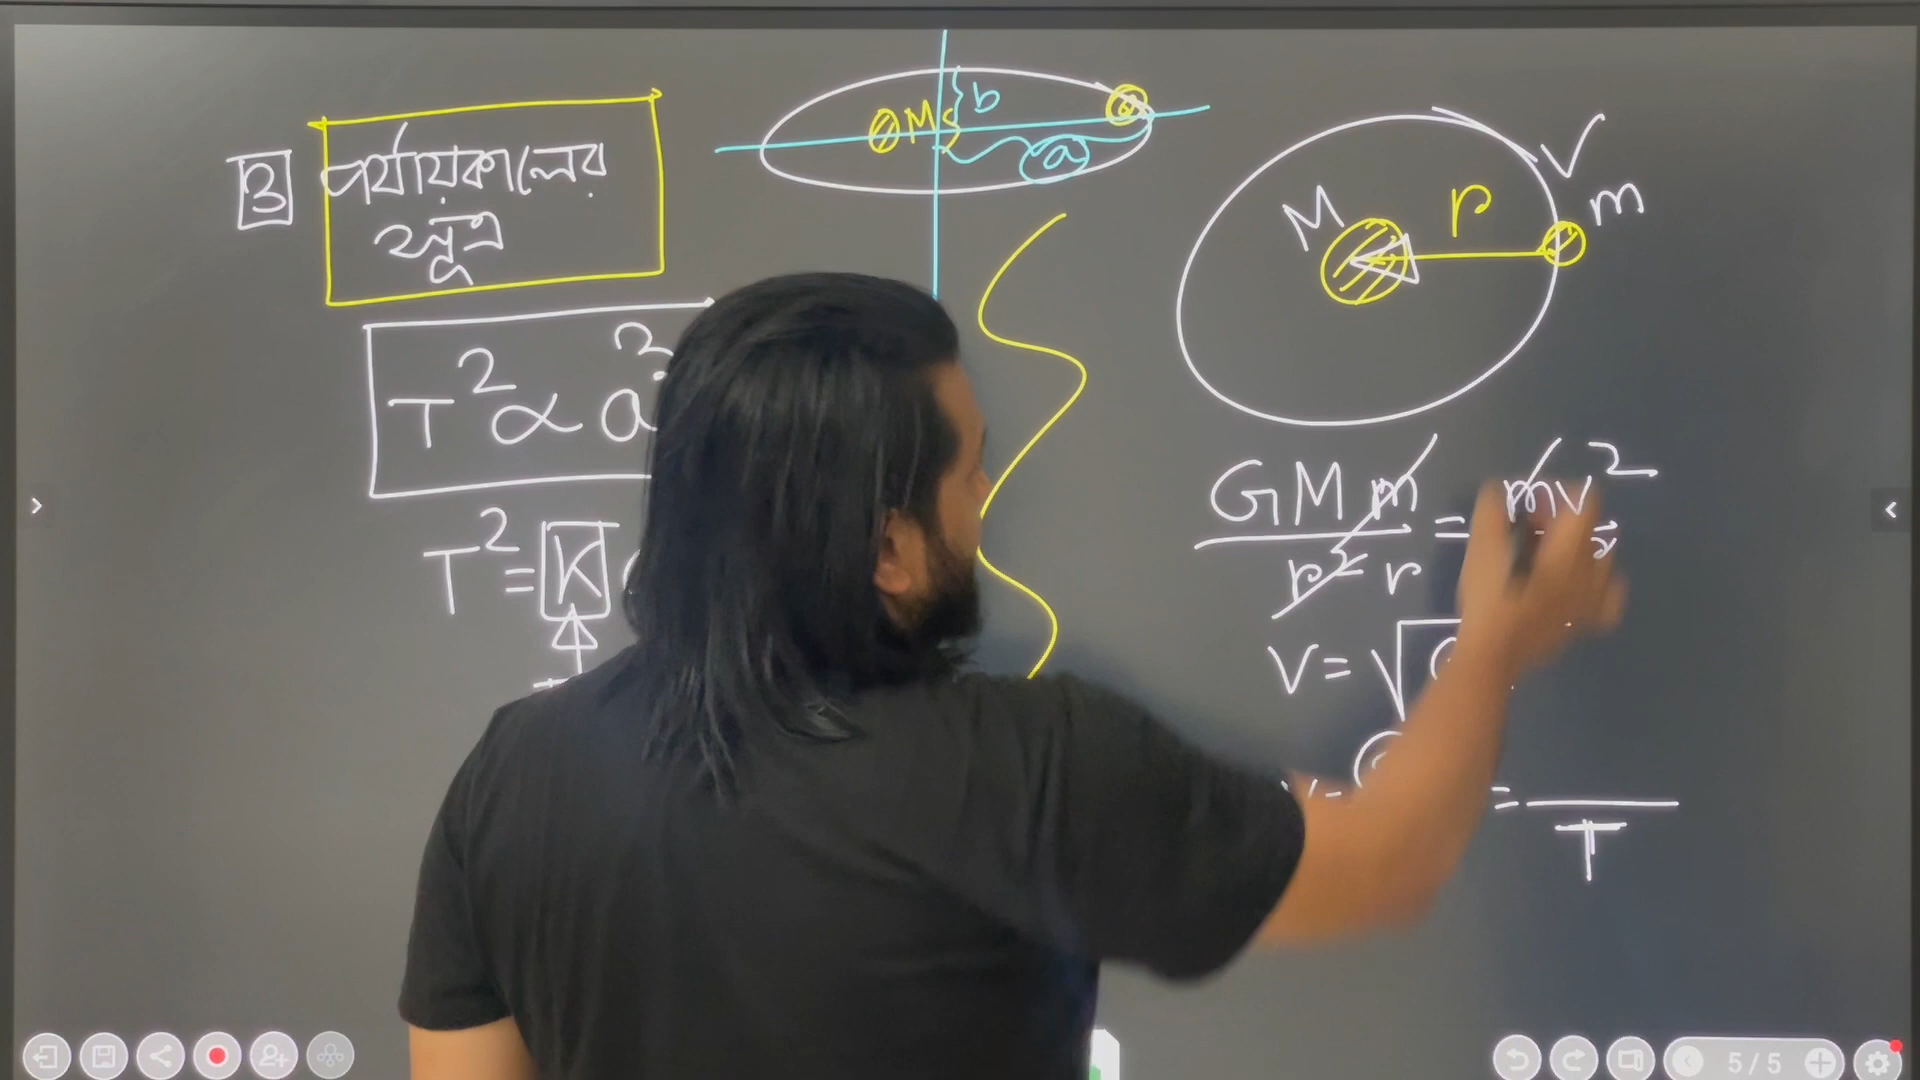 ৩ পর্যায়কালের
সূত্র
T² ∝ a³
T² = K
M b
a
M r V m
GMm/r² r = mv²
v = √
v =
= /T
5/5